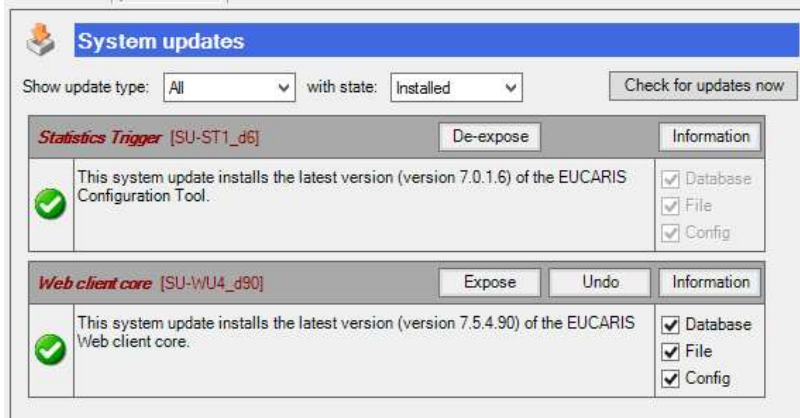 System updates
Show update type: All with state: Installed Check for updates now
Statistics Trigger [SU-ST1_d6] De-expose Information
This system update installs the latest version (version 7.0.1.6) of the EUCARIS
Configuration Tool.
Database
File
Config
Web client core [SU-WU4_d90] Expose Undo Information
This system update installs the latest version (version 7.5.4.90) of the EUCARIS
Web client core.
Database
File
Config